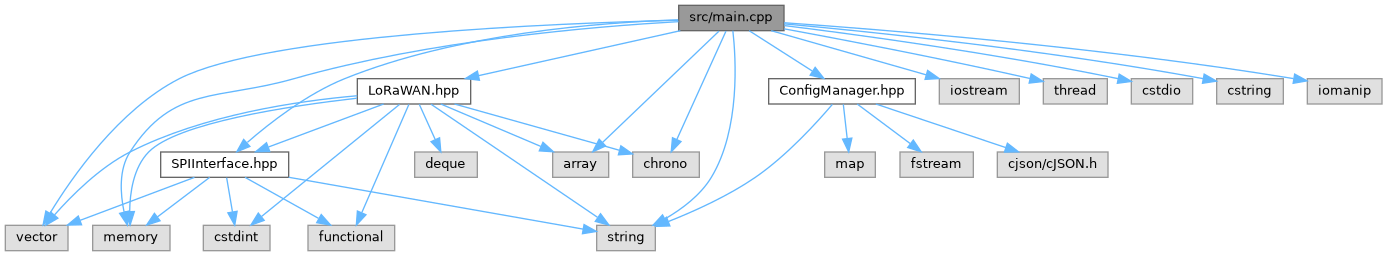 src/main.cpp
LoRaWAN.hpp
ConfigManager.hpp
iostream
thread
cstdio
cstring
iomanip
SPIInterface.hpp
deque
array
chrono
map
fstream
cjson/cJSON.h
vector
memory
cstdint
functional
string